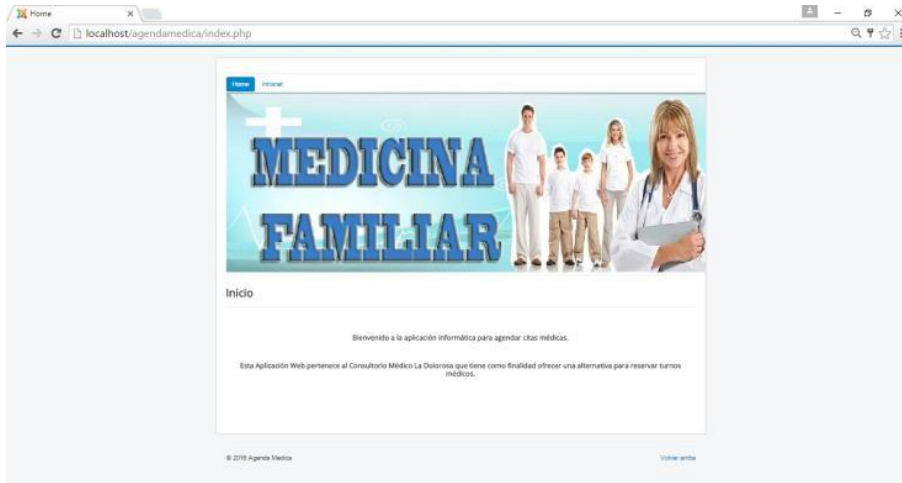 Home
localhost/agendamedica/index.php
Home Intranet
MEDICINA
FAMILIAR
Inicio
Bienvenido a la aplicación informática para agendar citas médicas.
Esta Aplicación Web pertenece al Consultorio Médico La Dolorosa que tiene como finalidad ofrecer una alternativa para reservar turnos
médicos.
© 2016 Agenda Medica Volver arriba